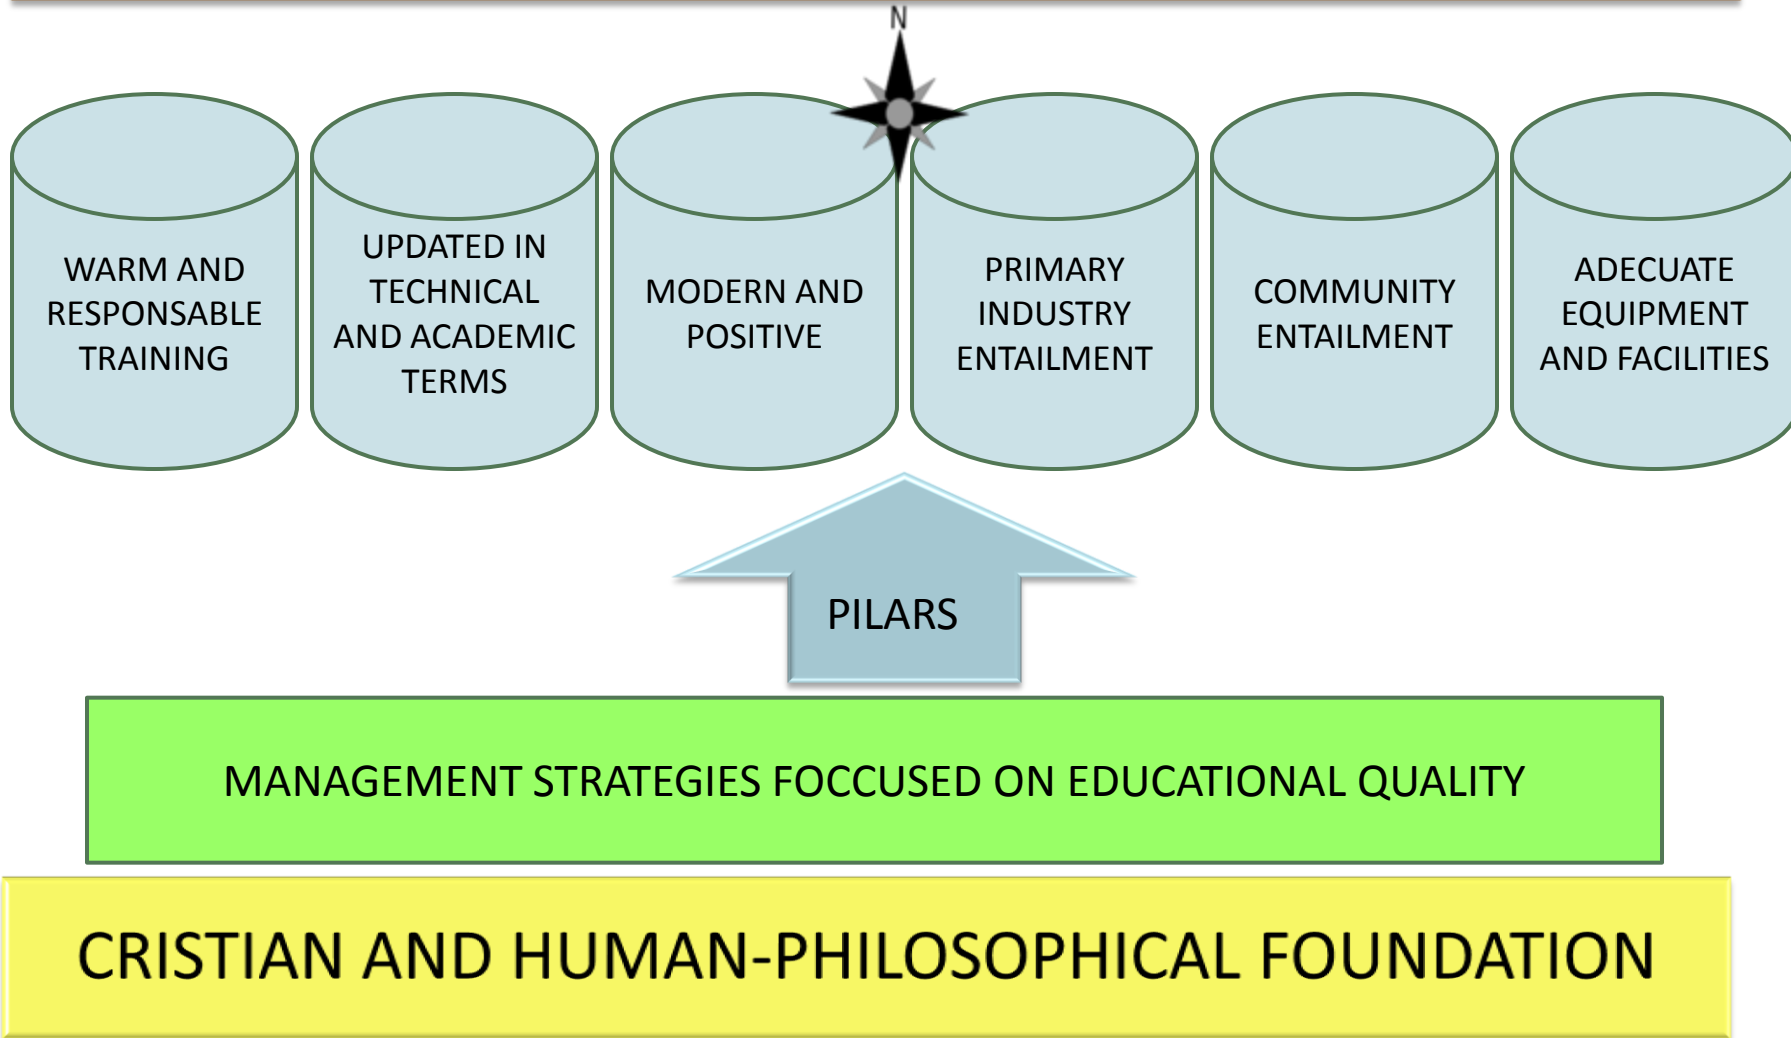 N
WARM AND
RESPONSABLE
TRAINING
UPDATED IN
TECHNICAL
AND ACADEMIC
TERMS
MODERN AND
POSITIVE
PRIMARY
INDUSTRY
ENTAILMENT
COMMUNITY
ENTAILMENT
ADECUATE
EQUIPMENT
AND FACILITIES
PILARS
MANAGEMENT STRATEGIES FOCCUSED ON EDUCATIONAL QUALITY
CRISTIAN AND HUMAN-PHILOSOPHICAL FOUNDATION